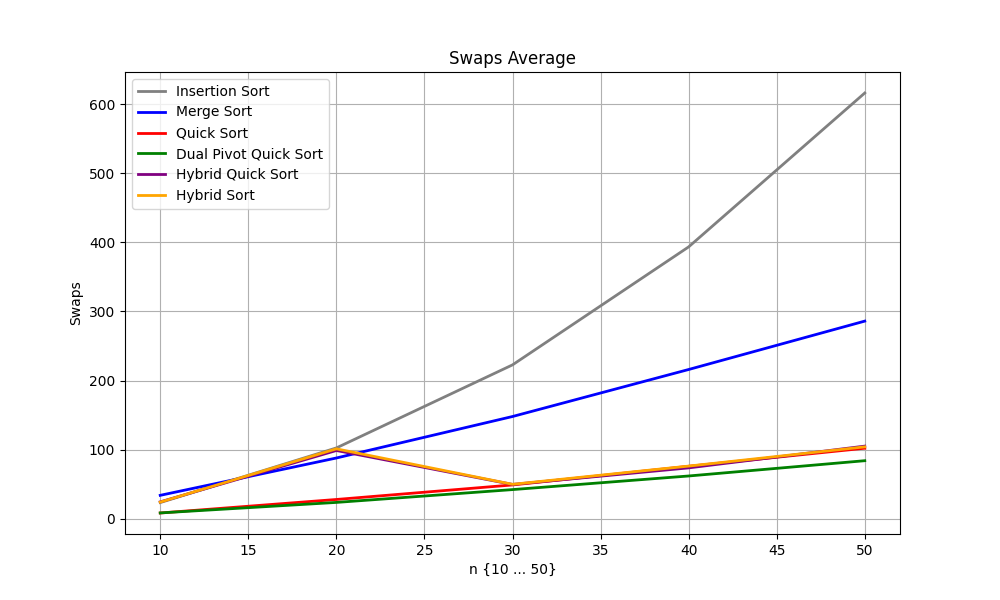 Swaps Average
Insertion Sort
Merge Sort
Quick Sort
Dual Pivot Quick Sort
Hybrid Quick Sort
Hybrid Sort
Swaps
600
500
400
300
200
100
0
10 15 20 25 30 35 40 45 50
n {10 ... 50}